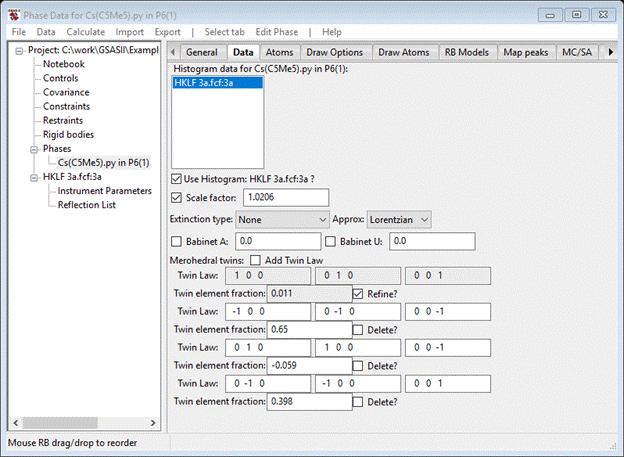 Phase Data for Cs(C5Me5).py in P6(1)
File Data Calculate Import Export | Select tab Edit Phase | Help
Project: C:\work\GSASII\Exampl
Notebook
Controls
Covariance
Constraints
Restraints
Rigid bodies
Phases
Cs(C5Me5).py in P6(1)
HKLF 3a.fcf:3a
Instrument Parameters
Reflection List
General Data Atoms Draw Options Draw Atoms RB Models Map peaks MC/SA
Histogram data for Cs(C5Me5).py in P6(1):
HKLF 3a.fcf:3a
Use Histogram: HKLF 3a.fcf:3a ?
Scale factor: 1.0206
Extinction type: None Approx: Lorentzian
Babinet A: 0.0 Babinet U: 0.0
Merohedral twins: Add Twin Law
Twin Law: 1 0 0 0 1 0 0 0 1
Twin element fraction: 0.011 Refine?
Twin Law: -1 0 0 0 -1 0 0 0 -1
Twin element fraction: 0.65 Delete?
Twin Law: 0 1 0 1 0 0 0 0 -1
Twin element fraction: -0.059 Delete?
Twin Law: 0 -1 0 -1 0 0 0 0 1
Twin element fraction: 0.398 Delete?
Mouse RB drag/drop to reorder